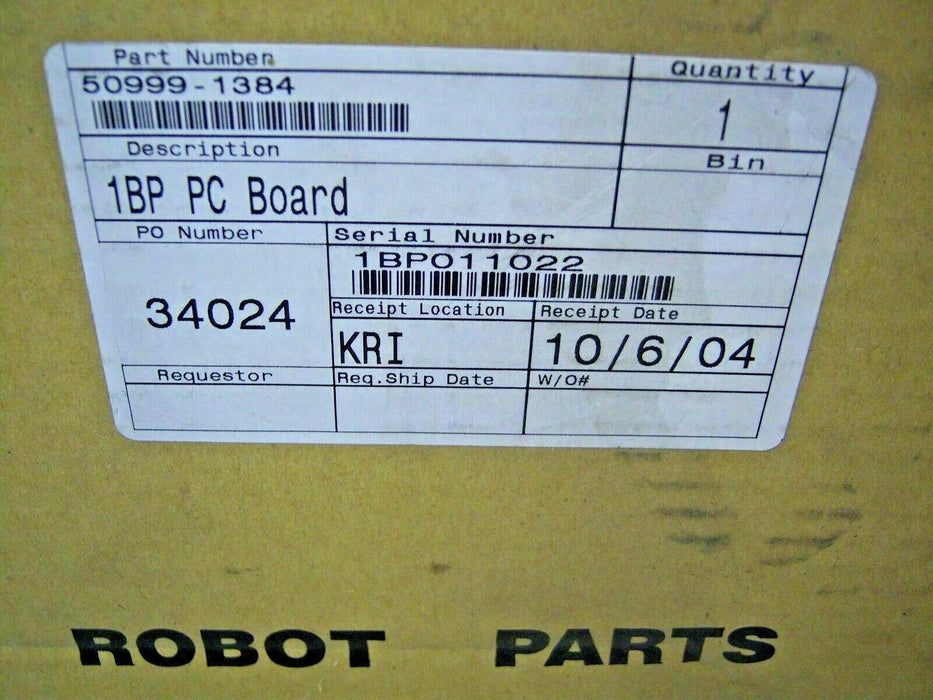 Part Number
50999-1384
Quantity
1
Description
1BP PC Board
Bin
PO Number
34024
Serial Number
1BP011022
Receipt Location
KRI
Receipt Date
10/6/04
Requestor
Req.Ship Date
W/O#
ROBOT PARTS